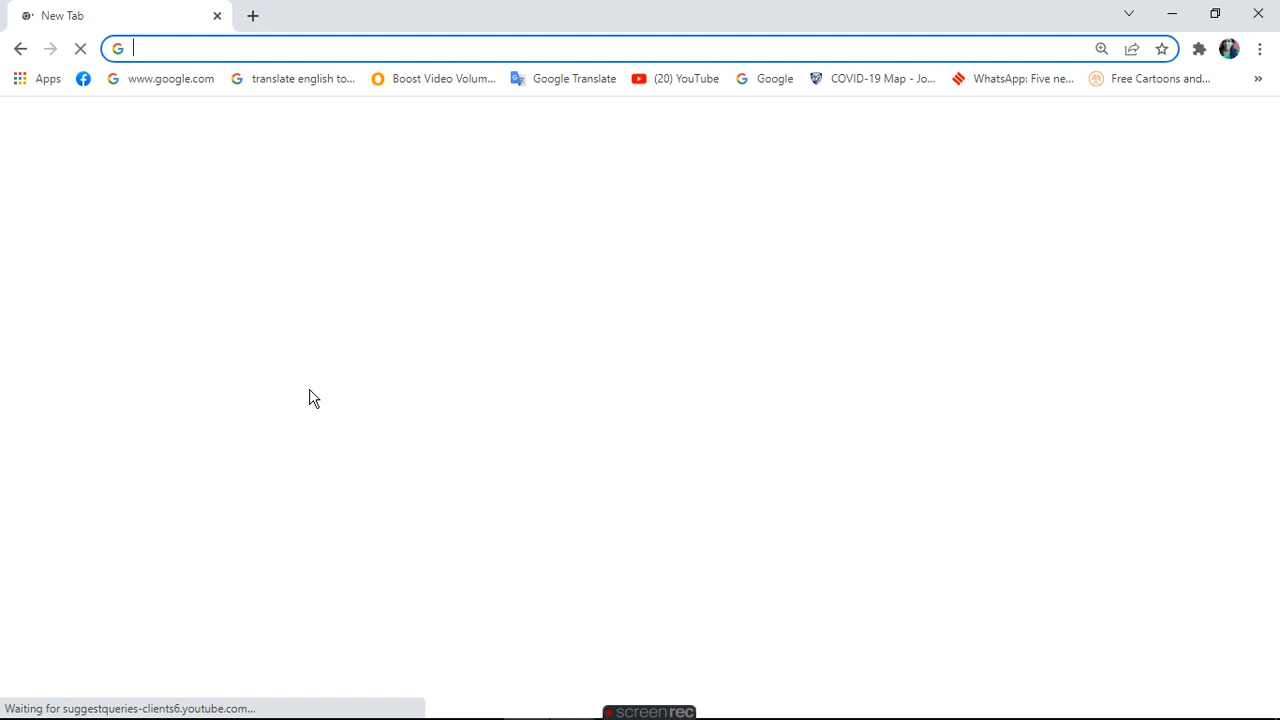 New Tab
Apps www.google.com translate english to... Boost Video Volum... Google Translate (20) YouTube Google COVID-19 Map - Jo... WhatsApp: Five ne... Free Cartoons and... »
Waiting for suggestqueries-clients6.youtube.com...
screenrec